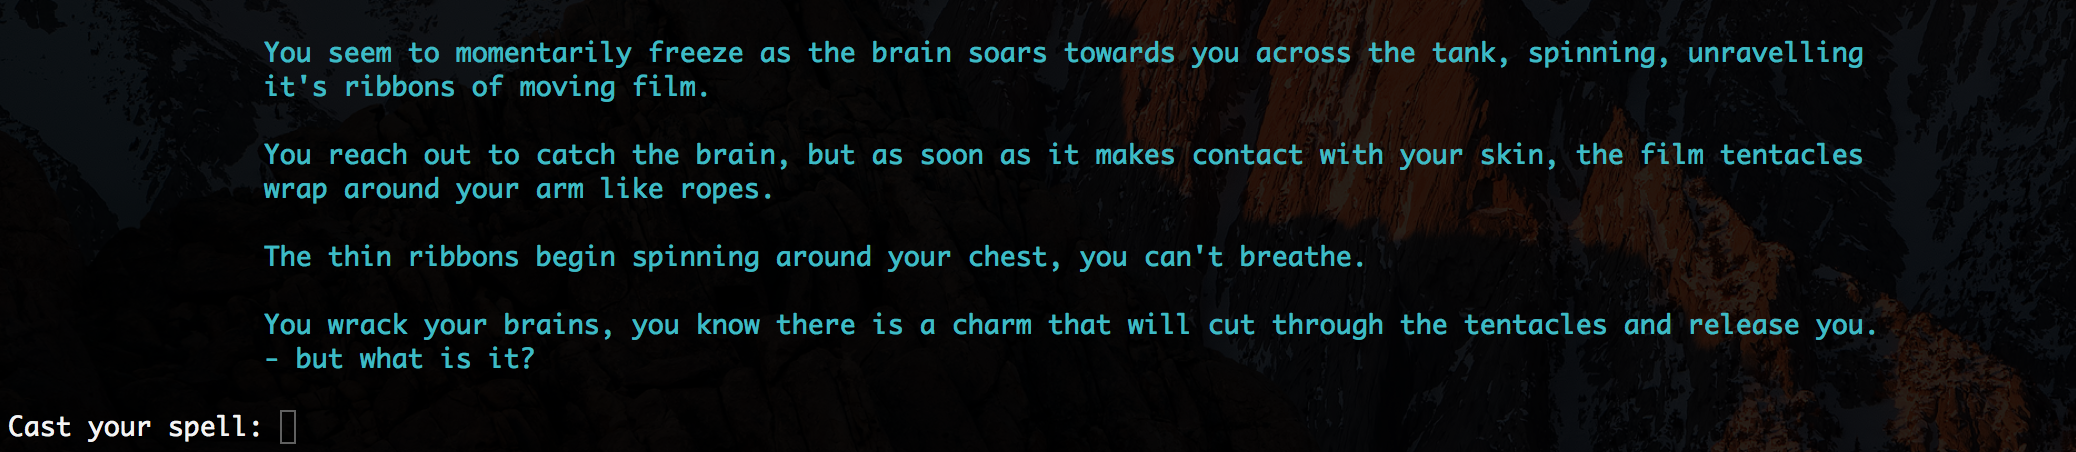 You seem to momentarily freeze as the brain soars towards you across the tank, spinning, unravelling
it's ribbons of moving film.
You reach out to catch the brain, but as soon as it makes contact with your skin, the film tentacles
wrap around your arm like ropes.
The thin ribbons begin spinning around your chest, you can't breathe.
You wrack your brains, you know there is a charm that will cut through the tentacles and release you.
- but what is it?
Cast your spell: